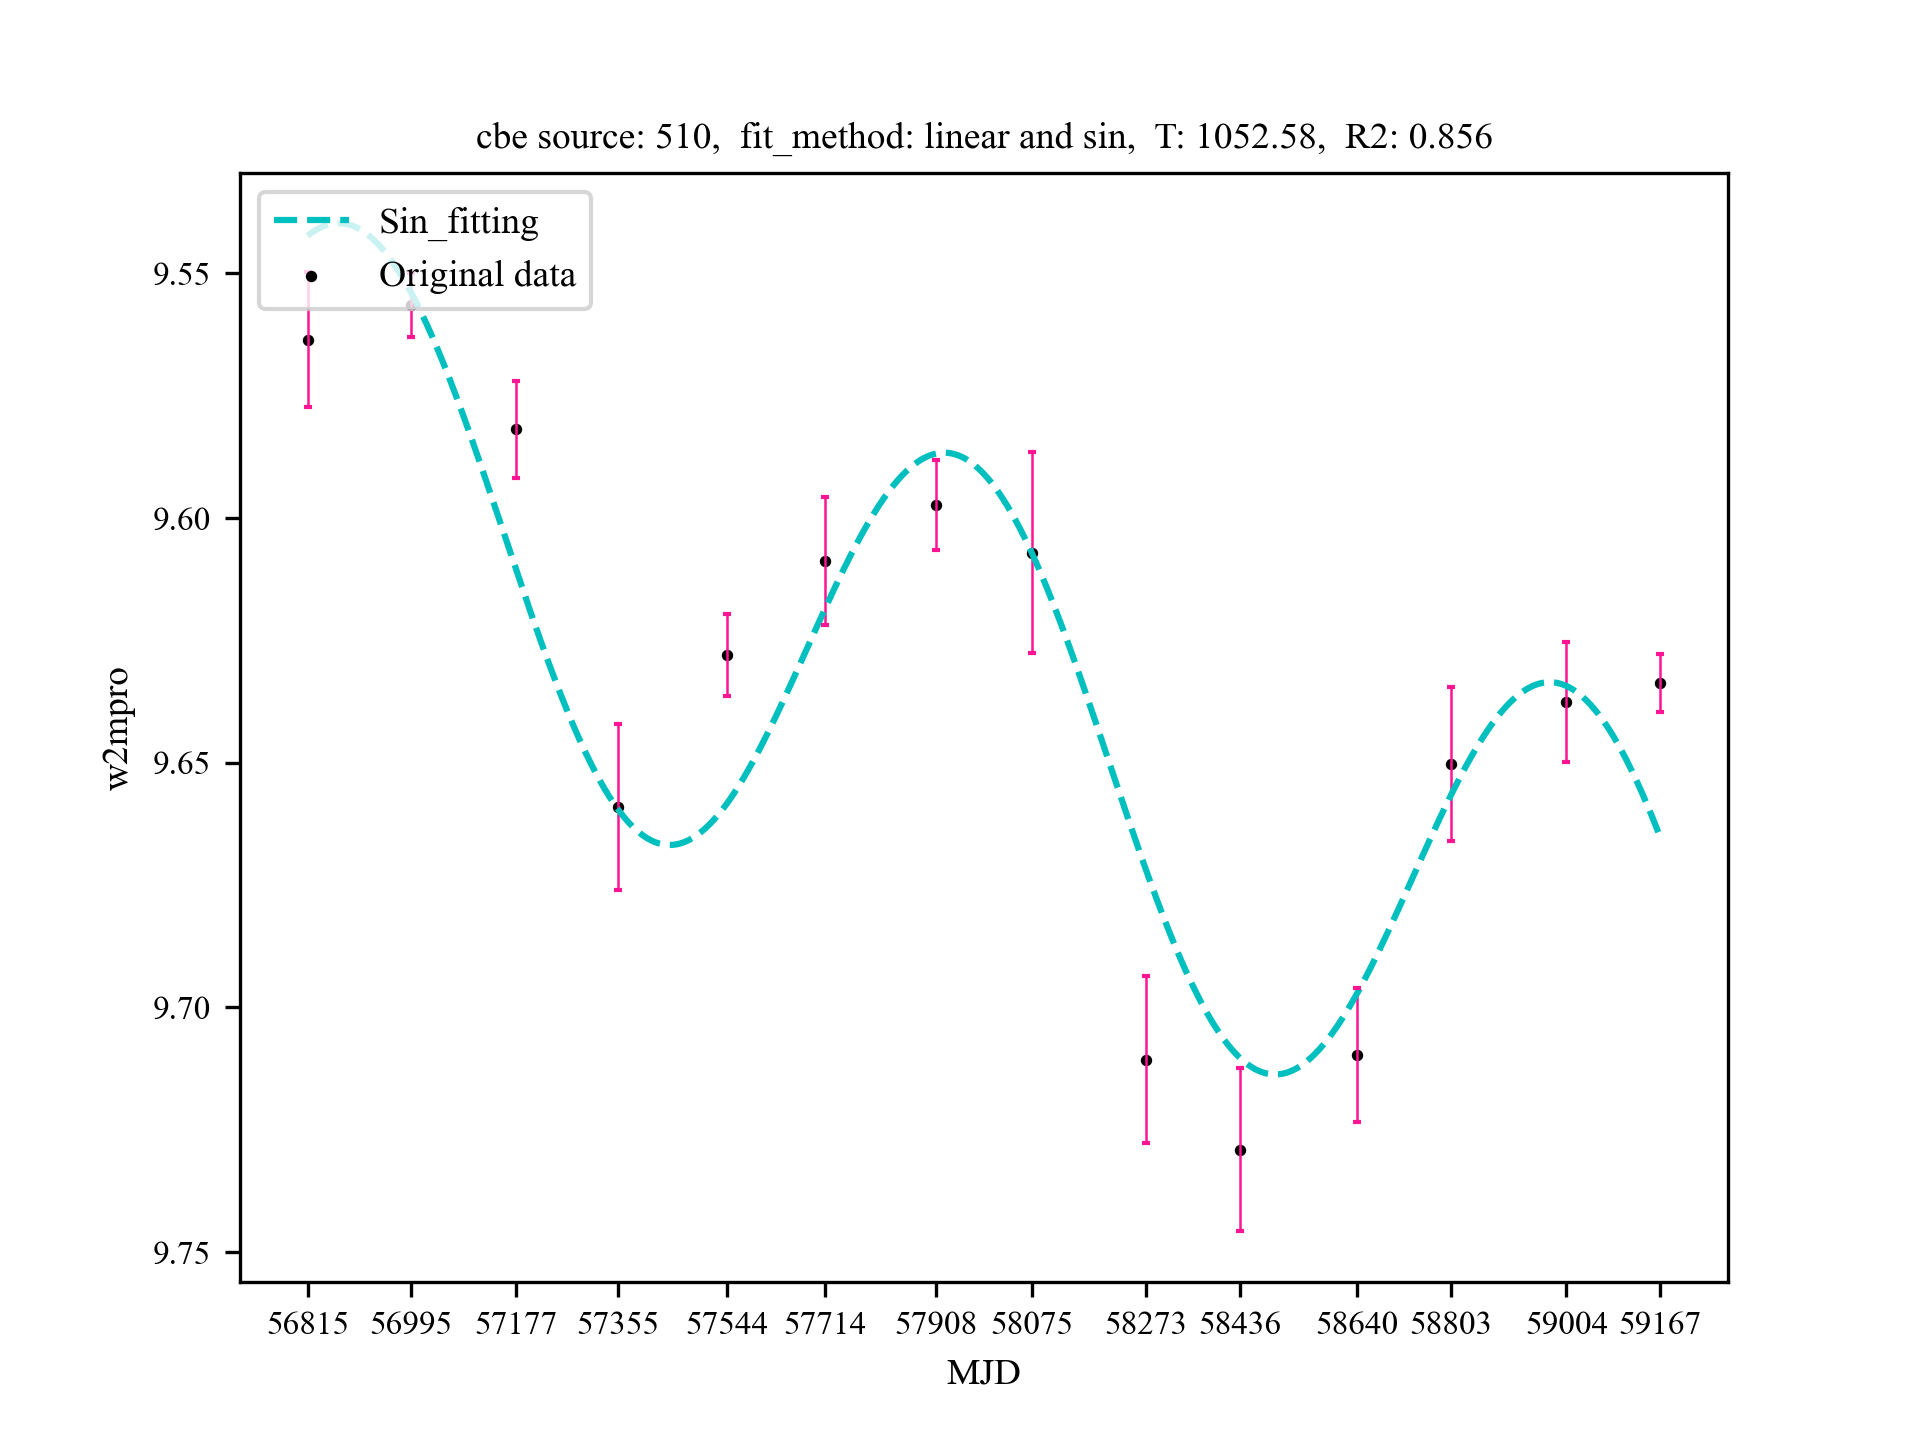 cbe source: 510, fit_method: linear and sin, T: 1052.58, R2: 0.856
Sin_fitting
Original data
9.55
9.60
9.65
9.70
9.75
w2mpro
56815 56995 57177 57355 57544 57714 57908 58075 58273 58436 58640 58803 59004 59167
MJD